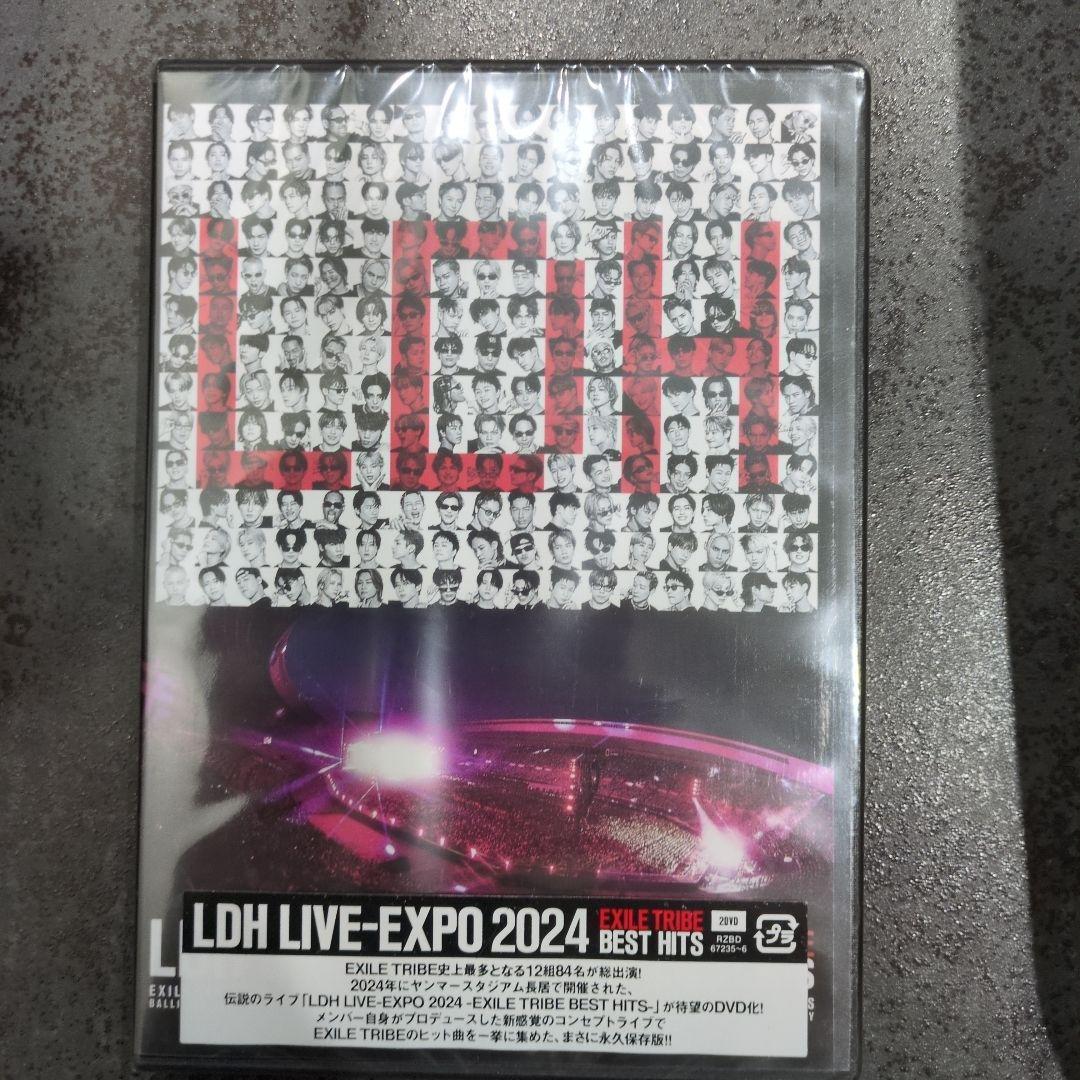 LDH
LDH LIVE-EXPO 2024
EXILE TRIBE
BEST HITS
2DVD
RZBD
67235~6
プラ
EXILE TRIBE史上最多となる12組84名が総出演!
2024年にヤンマースタジアム長居で開催された、
伝説のライブ「LDH LIVE-EXPO 2024 -EXILE TRIBE BEST HITS-」が待望のDVD化!
メンバー自身がプロデュースした新感覚のコンセプトライブで
EXILE TRIBEのヒット曲を一挙に集めた、まさに永久保存版!!